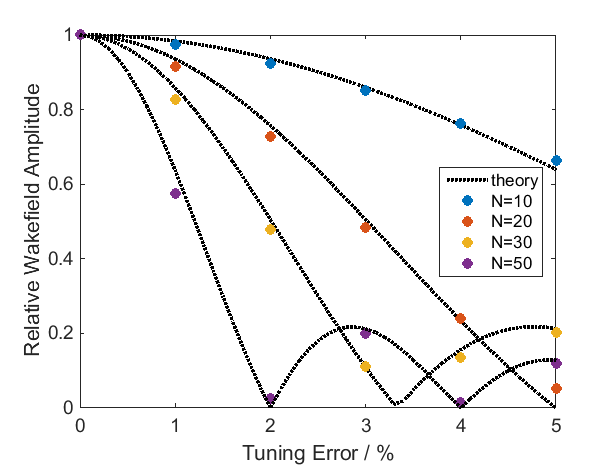 1
0.8
0.6
0.4
0.2
0
Relative Wakefield Amplitude
theory
N=10
N=20
N=30
N=50
0 1 2 3 4 5
Tuning Error / %